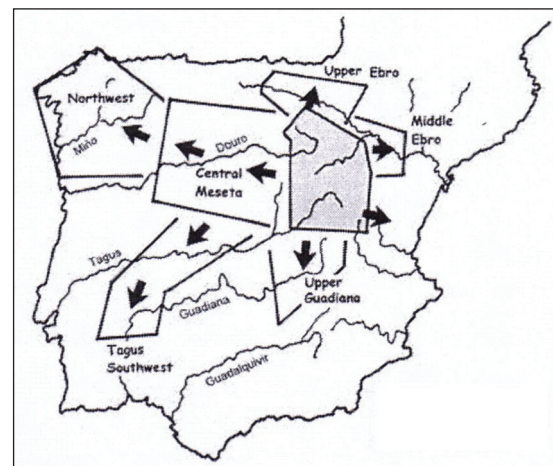 Upper Ebro
Northwest
Middle
Ebro
Miño
Douro
Central
Meseta
Tagus
Upper
Guadiana
Guadiana
Tagus
Southwest
Guadalquivir